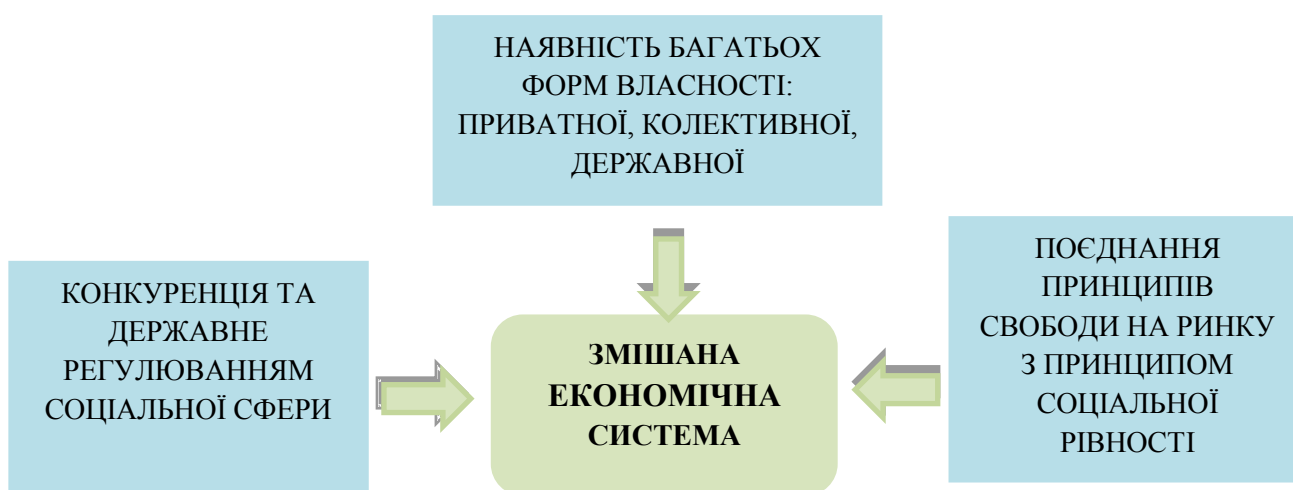 НАЯВНІСТЬ БАГАТЬОХ
ФОРМ ВЛАСНОСТІ:
ПРИВАТНОЇ, КОЛЕКТИВНОЇ,
ДЕРЖАВНОЇ
КОНКУРЕНЦІЯ ТА
ДЕРЖАВНЕ
РЕГУЛЮВАННЯМ
СОЦІАЛЬНОЇ СФЕРИ
ЗМІШАНА
ЕКОНОМІЧНА
СИСТЕМА
ПОЄДНАННЯ
ПРИНЦИПІВ
СВОБОДИ НА РИНКУ
З ПРИНЦИПОМ
СОЦІАЛЬНОЇ
РІВНОСТІ